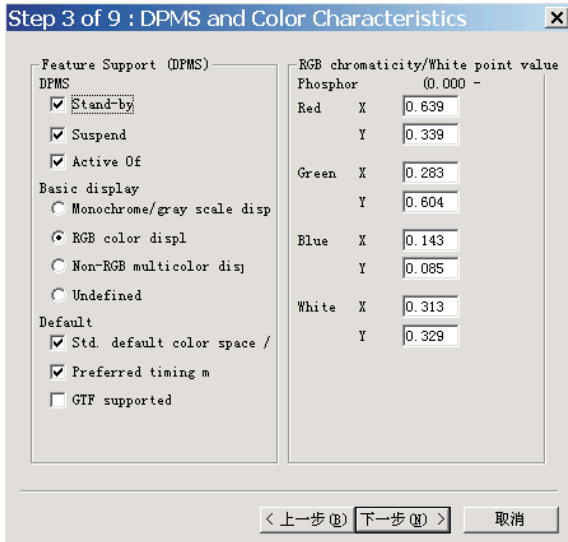 Step 3 of 9 : DPMS and Color Characteristics
Feature Support (DPMS)
DPMS
Stand-by
Suspend
Active Of
Basic display
Monochrome/gray scale disp
RGB color displ
Non-RGB multicolor disj
Undefined
Default
Std. default color space /
Preferred timing m
GTF supported
RGB chromaticity/White point value
Phosphor (0.000 -
Red X 0.639
Y 0.339
Green X 0.283
Y 0.604
Blue X 0.143
Y 0.085
White X 0.313
Y 0.329
< 上一步(B) 下一步(N) > 取消